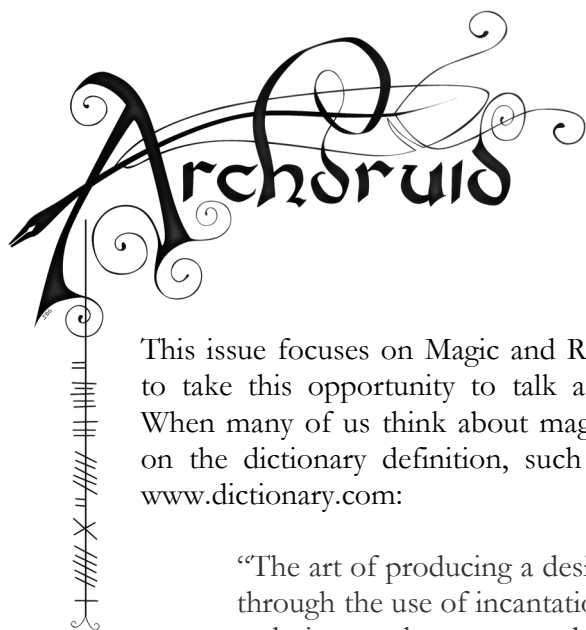 Archdruid
This issue focuses on Magic and R
to take this opportunity to talk a
When many of us think about mag
on the dictionary definition, such
www.dictionary.com:
“The art of producing a desi
through the use of incantatio